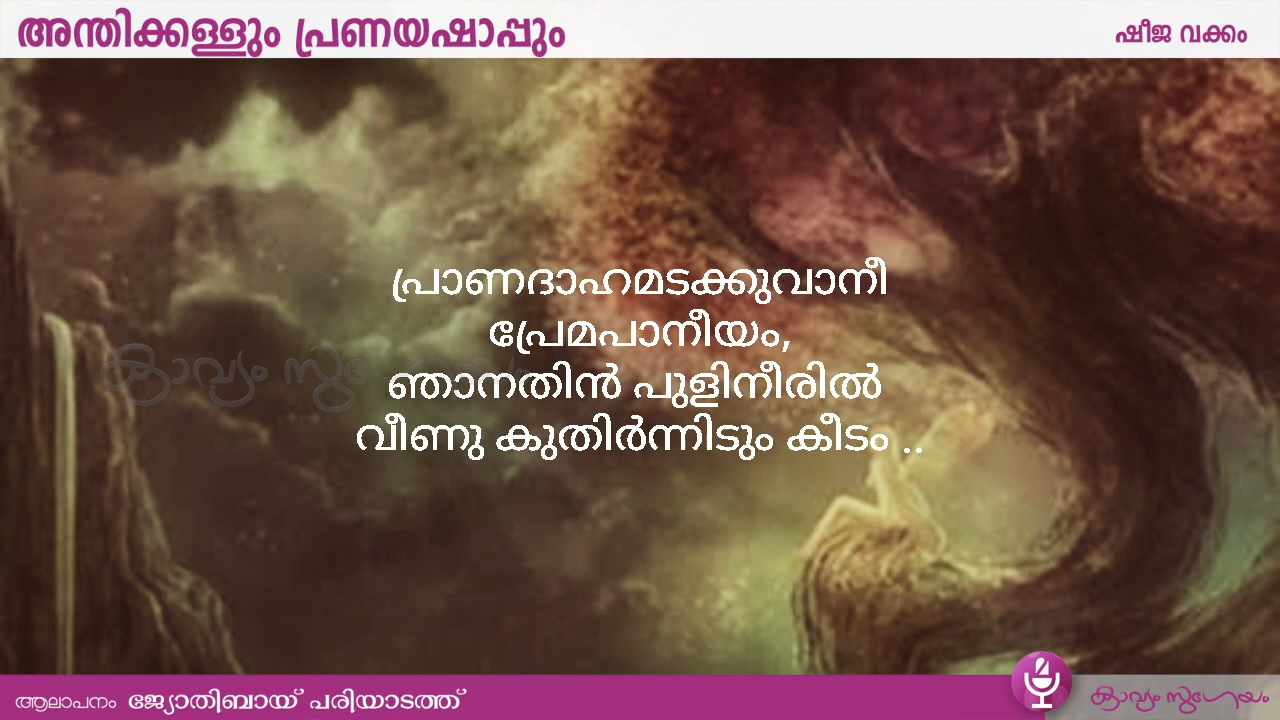 അന്തിക്കള്ളും പ്രണയഷാപ്പും
ഷീജ വക്കം
പ്രാണദാഹമടക്കുവാനീ
പ്രേമപാനീയം,
ഞാനതിൻ പുളിനീരിൽ
വീണു കുതിർന്നിടും കീടം ..
കാവ്യം സുഗേയം
ആലാപനം ജ്യോതിബായ് പരിയാടത്ത്
കാവ്യം സുഗേയം